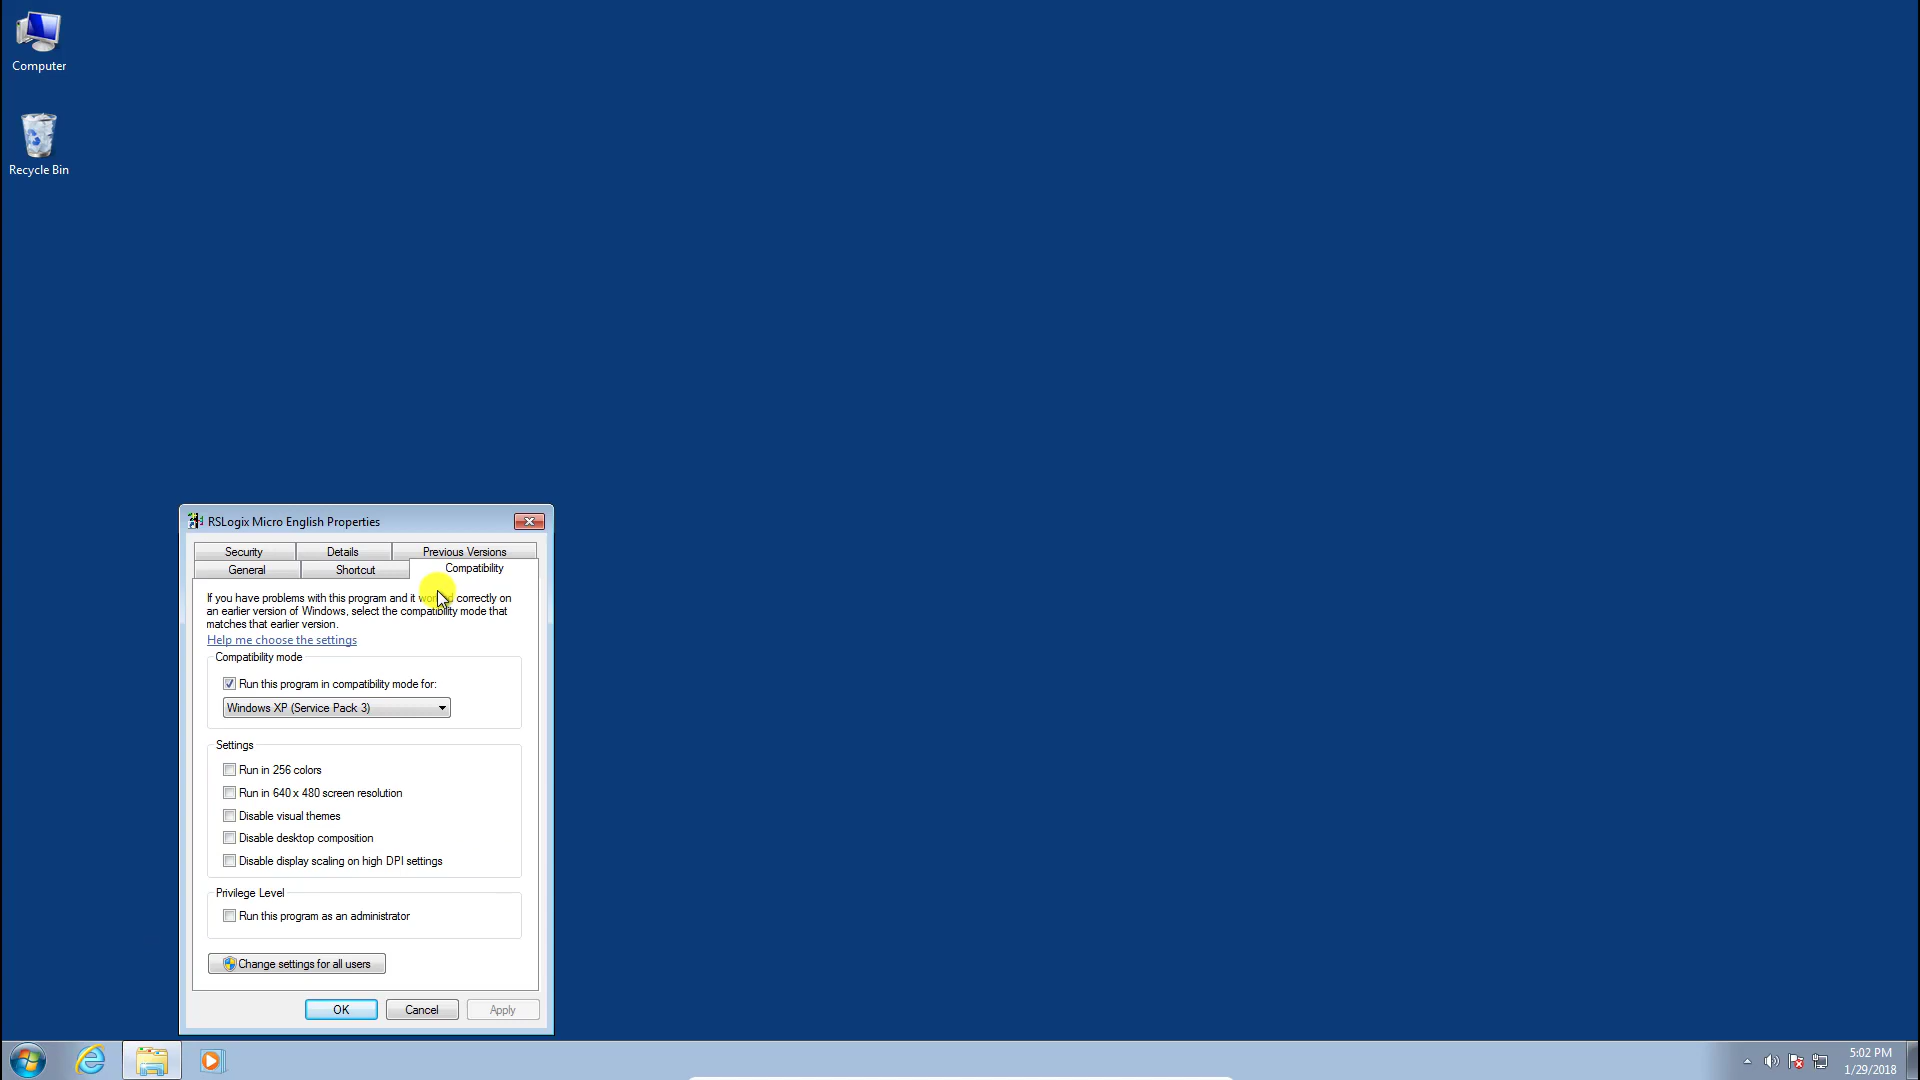 Computer
Recycle Bin
RSLogix Micro English Properties
Security Details Previous Versions
General Shortcut Compatibility
If you have problems with this program and it correctly on
an earlier version of Windows, select the compatibility mode that
matches that earlier version.
Help me choose the settings
Compatibility mode
Run this program in compatibility mode for:
Windows XP (Service Pack 3)
Settings
Run in 256 colors
Run in 640 x 480 screen resolution
Disable visual themes
Disable desktop composition
Disable display scaling on high DPI settings
Privilege Level
Run this program as an administrator
Change settings for all users
OK Cancel Apply
5:02 PM
1/29/2018